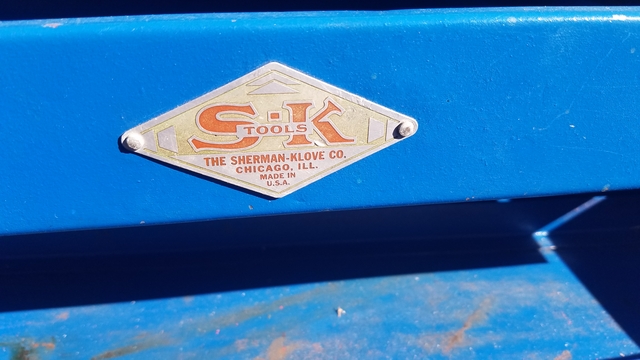 S-K
TOOLS
THE SHERMAN-KLOVE CO.
CHICAGO, ILL.
MADE IN
U.S.A.